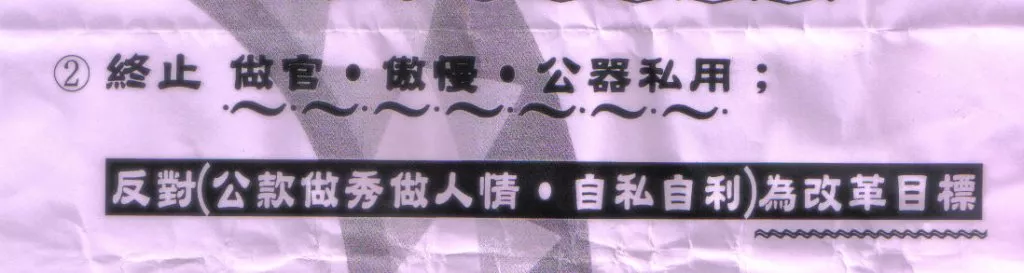 ② 終止 做官・傲慢・公器私用；
反對(公款做秀做人情・自私自利)為改革目標